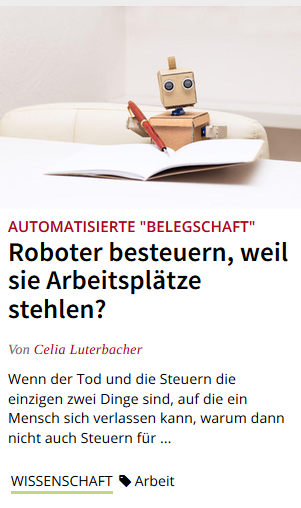 AUTOMATISIERTE "BELEGSCHAFT"
Roboter besteuern, weil
sie Arbeitsplätze
stehlen?
Von Celia Luterbacher
Wenn der Tod und die Steuern die
einzigen zwei Dinge sind, auf die ein
Mensch sich verlassen kann, warum dann
nicht auch Steuern für ...
WISSENSCHAFT Arbeit